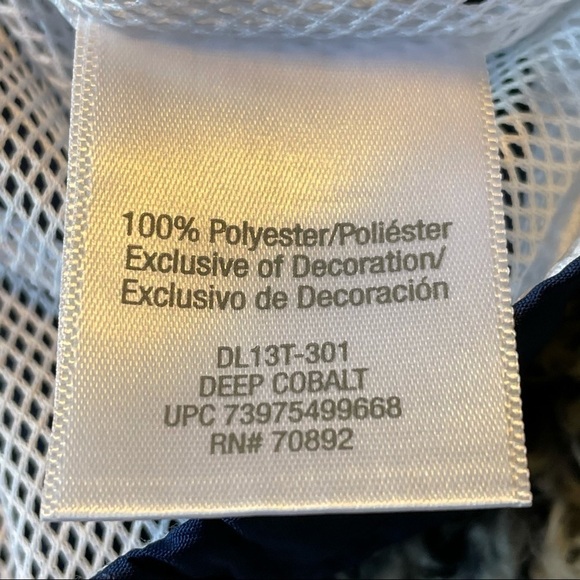 100% Polyester/Poliéster
Exclusive of Decoration/
Exclusivo de Decoración
DL13T-301
DEEP COBALT
UPC 73975499668
RN# 70892